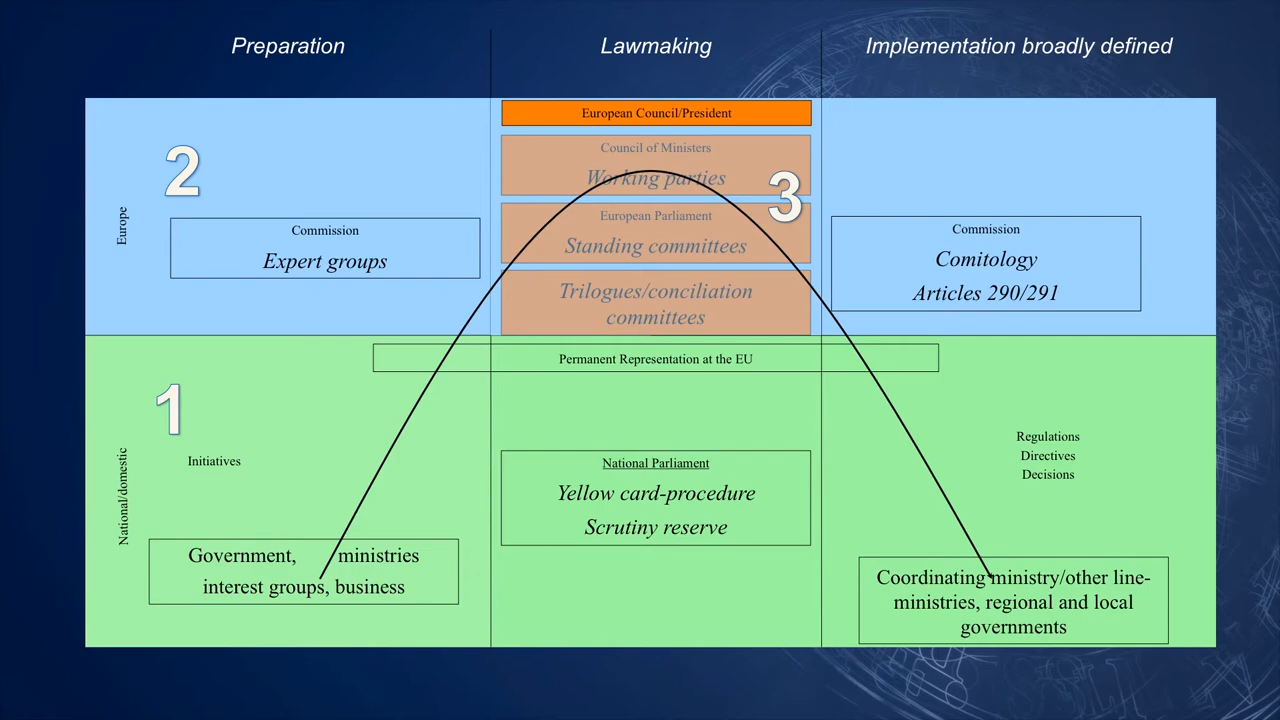 Preparation
Lawmaking
Implementation broadly defined
European Council/President
Council of Ministers
Working parties
2
3
Europe
Commission
Expert groups
European Parliament
Standing committees
Commission
Comitology
Articles 290/291
Trilogues/conciliation
committees
Permanent Representation at the EU
1
National/domestic
Initiatives
Regulations
Directives
Decisions
National Parliament
Yellow card-procedure
Scrutiny reserve
Government, ministries
interest groups, business
Coordinating ministry/other line-
ministries, regional and local
governments